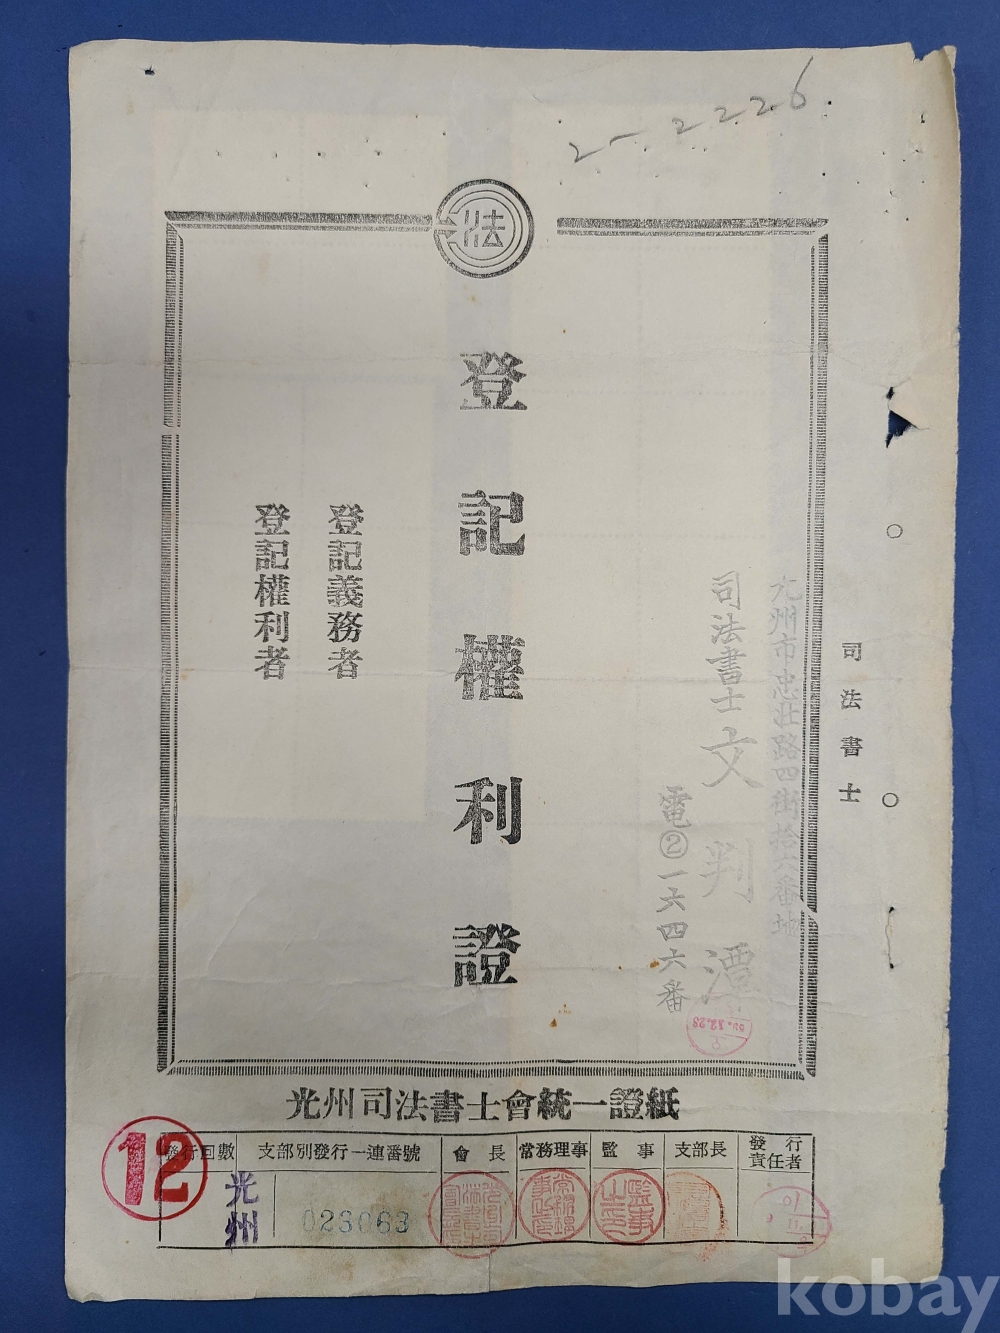 25-2226
法
司法書士
光州市忠壯路四街拾六番地
司法書士 文判潭
電②一六四六番
登記權利證
登記義務者
登記權利者
光州司法書士會統一證紙
發行回數 支部別發行一連番號 會長 常務理事 監事 支部長 發行責任者
12 光州 023063
kobay